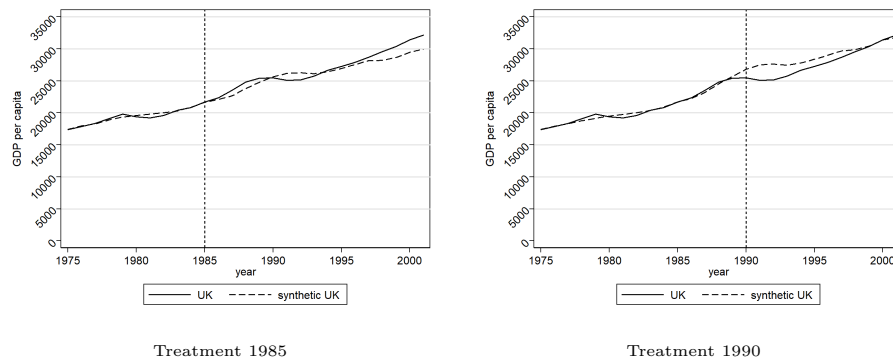 GDP per capita
35000
30000
25000
20000
15000
10000
5000
0
1975 1980 1985 1990 1995 2000
year
UK synthetic UK
Treatment 1985
GDP per capita
35000
30000
25000
20000
15000
10000
5000
0
1975 1980 1985 1990 1995 2000
year
UK synthetic UK
Treatment 1990